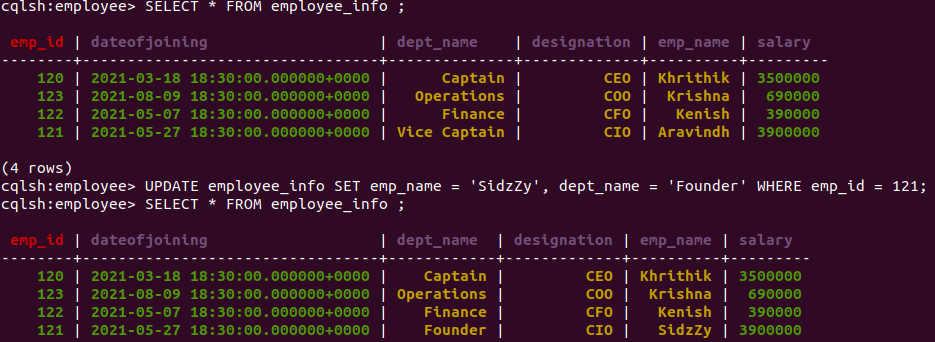 cqlsh:employee> SELECT * FROM employee_info ;
emp_id | dateofjoining | dept_name | designation | emp_name | salary
--------+---------------------------------+--------------+-------------+----------+---------
120 | 2021-03-18 18:30:00.000000+0000 | Captain | CEO | Khrithik | 3500000
123 | 2021-08-09 18:30:00.000000+0000 | Operations | COO | Krishna | 690000
122 | 2021-05-07 18:30:00.000000+0000 | Finance | CFO | Kenish | 390000
121 | 2021-05-27 18:30:00.000000+0000 | Vice Captain | CIO | Aravindh | 3900000
(4 rows)
cqlsh:employee> UPDATE employee_info SET emp_name = 'SidzZy', dept_name = 'Founder' WHERE emp_id = 121;
cqlsh:employee> SELECT * FROM employee_info ;
emp_id | dateofjoining | dept_name | designation | emp_name | salary
--------+---------------------------------+------------+-------------+----------+---------
120 | 2021-03-18 18:30:00.000000+0000 | Captain | CEO | Khrithik | 3500000
123 | 2021-08-09 18:30:00.000000+0000 | Operations | COO | Krishna | 690000
122 | 2021-05-07 18:30:00.000000+0000 | Finance | CFO | Kenish | 390000
121 | 2021-05-27 18:30:00.000000+0000 | Founder | CIO | SidzZy | 3900000